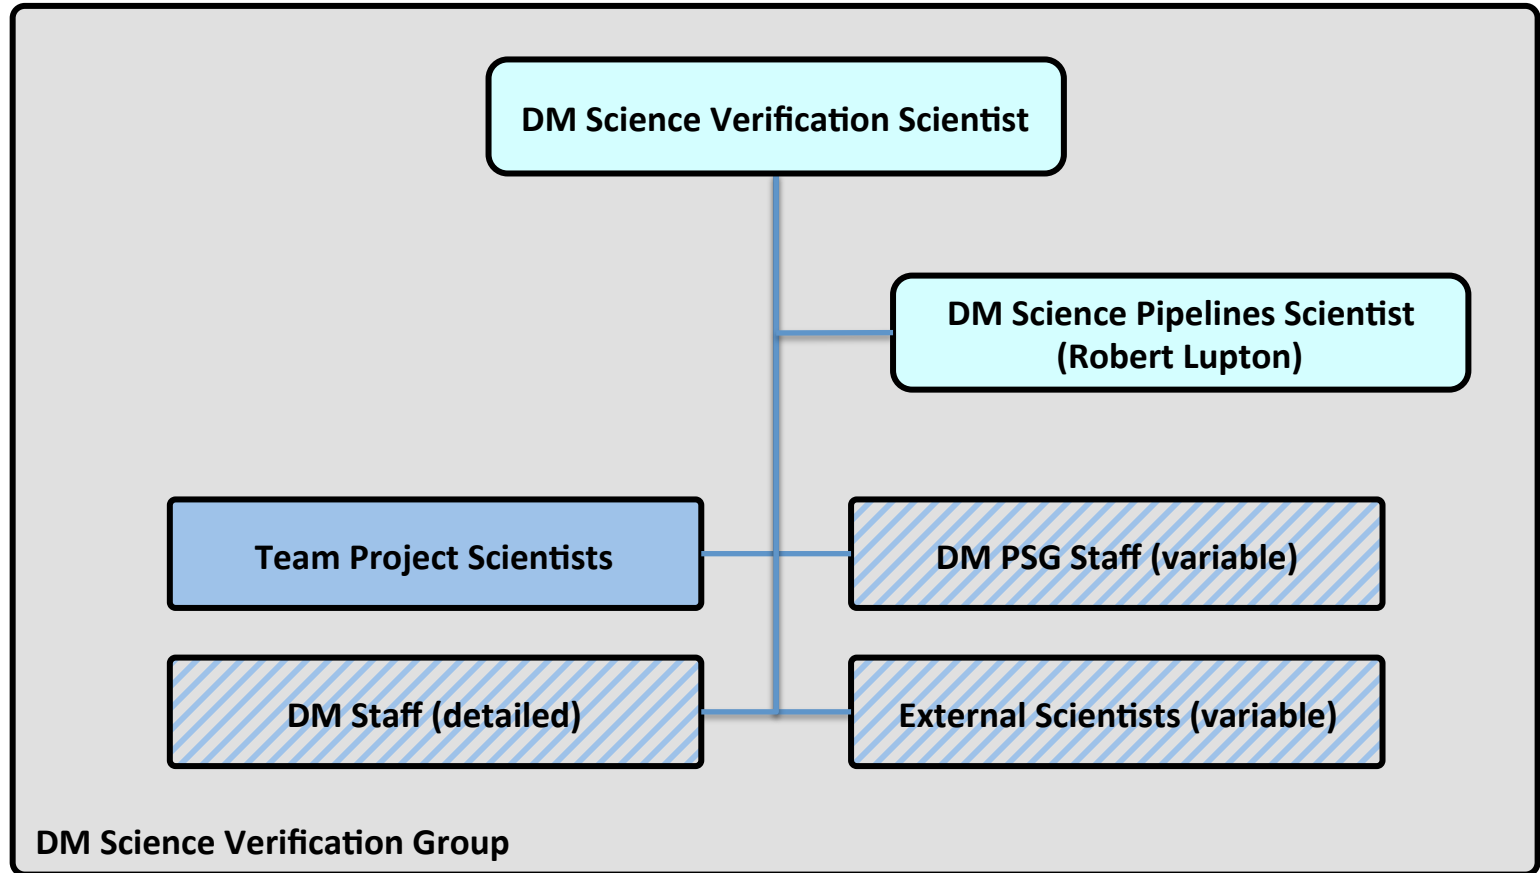 DM Science Verification Scientist
DM Science Pipelines Scientist
(Robert Lupton)
Team Project Scientists
DM PSG Staff (variable)
DM Staff (detailed)
External Scientists (variable)
DM Science Verification Group